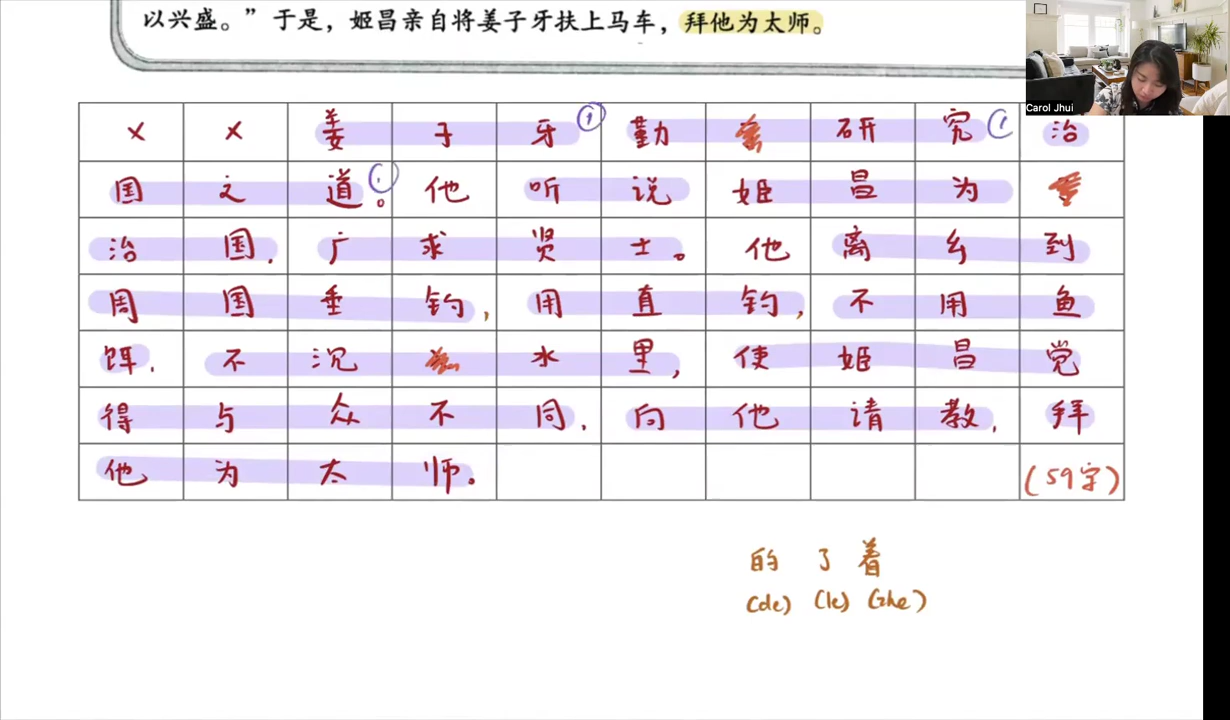 以兴盛。”于是，姬昌亲自将姜子牙扶上马车，拜他为太师。
Carol Jhui
× × 姜子牙① 勤 研究① 治
国之道①。他听说姬昌为
治国，广求贤士。他离乡到
周国垂钓，用直钓，不用鱼
饵，不沉 水里，使姬昌觉
得与众不同，向他请教，拜
他为太师。 (59字)
的 了 着
(de) (le) (zhe)